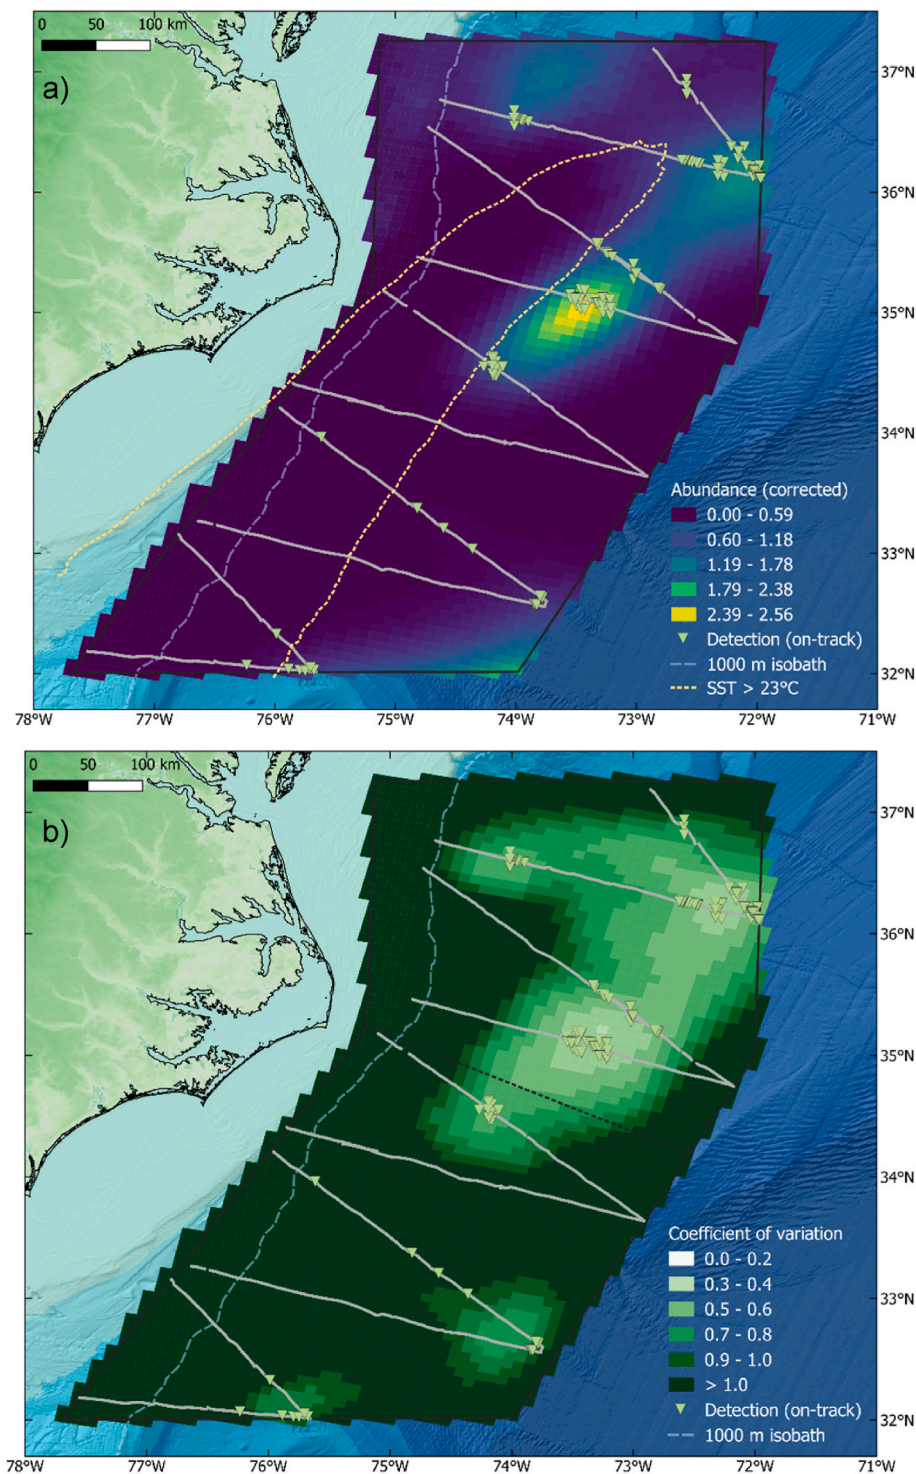 0 50 100 km
a)
37°N
36°N
35°N
34°N
33°N
32°N
Abundance (corrected)
0.00 - 0.59
0.60 - 1.18
1.19 - 1.78
1.79 - 2.38
2.39 - 2.56
Detection (on-track)
1000 m isobath
SST > 23°C
78°W 77°W 76°W 75°W 74°W 73°W 72°W 71°W
0 50 100 km
b)
37°N
36°N
35°N
34°N
33°N
32°N
Coefficient of variation
0.0 - 0.2
0.3 - 0.4
0.5 - 0.6
0.7 - 0.8
0.9 - 1.0
> 1.0
Detection (on-track)
1000 m isobath
78°W 77°W 76°W 75°W 74°W 73°W 72°W 71°W